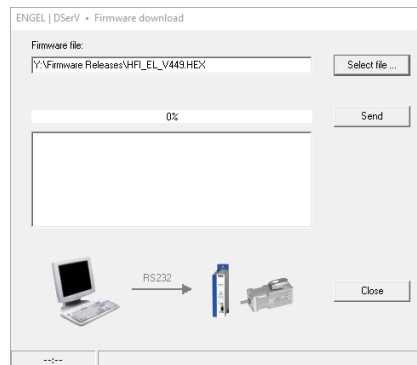 ENGEL | DSerV • Firmware download
Firmware file:
Y:\Firmware Releases\HFI_EL_V449.HEX
Select file ...
0%
Send
RS232
Close
--:--